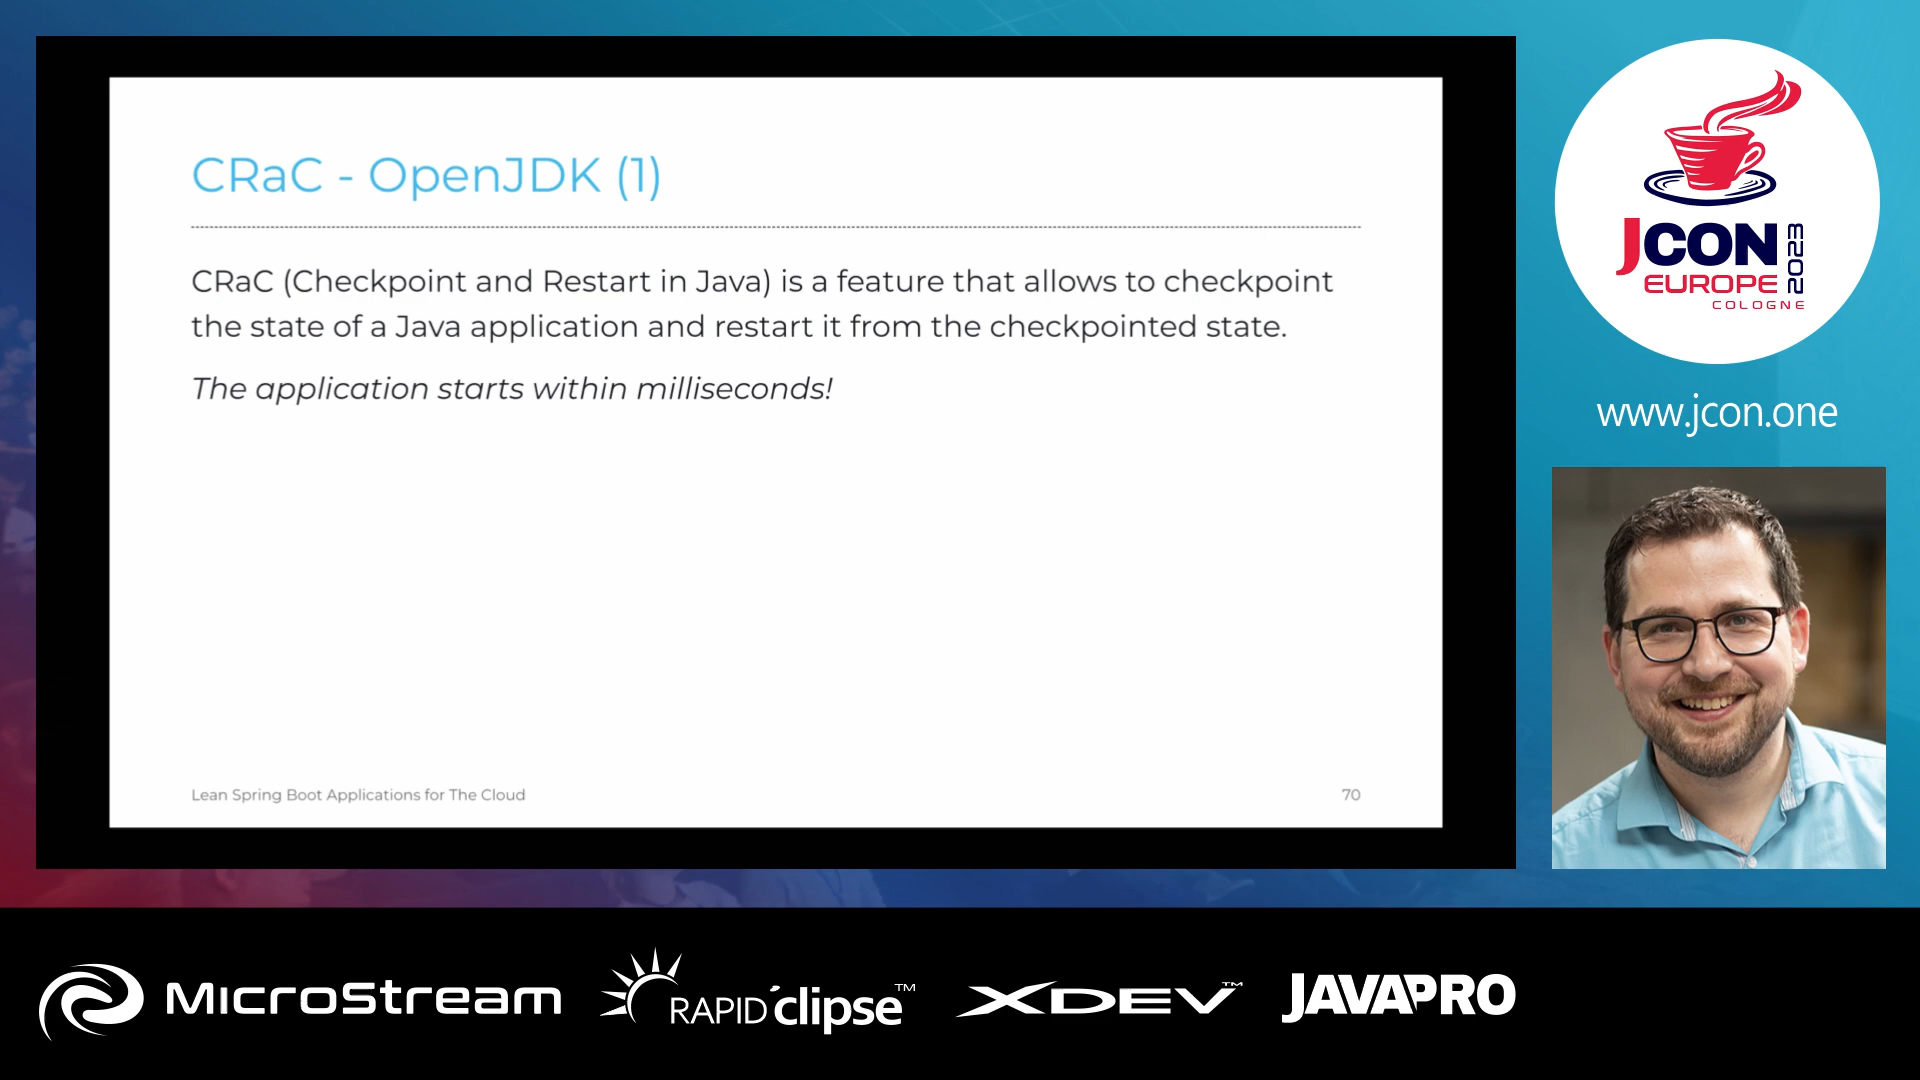 CRaC - OpenJDK (1)
CRaC (Checkpoint and Restart in Java) is a feature that allows to checkpoint
the state of a Java application and restart it from the checkpointed state.
The application starts within milliseconds!
Lean Spring Boot Applications for The Cloud
70
JCON
EUROPE
COLOGNE
2023
www.jcon.one
MicroStream
RAPIDclipse™
XDEV™
JAVAPRO